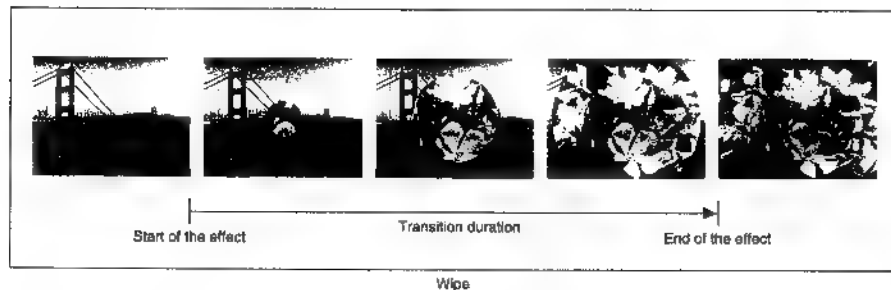 Start of the effect
Transition duration
End of the effect
Wipe